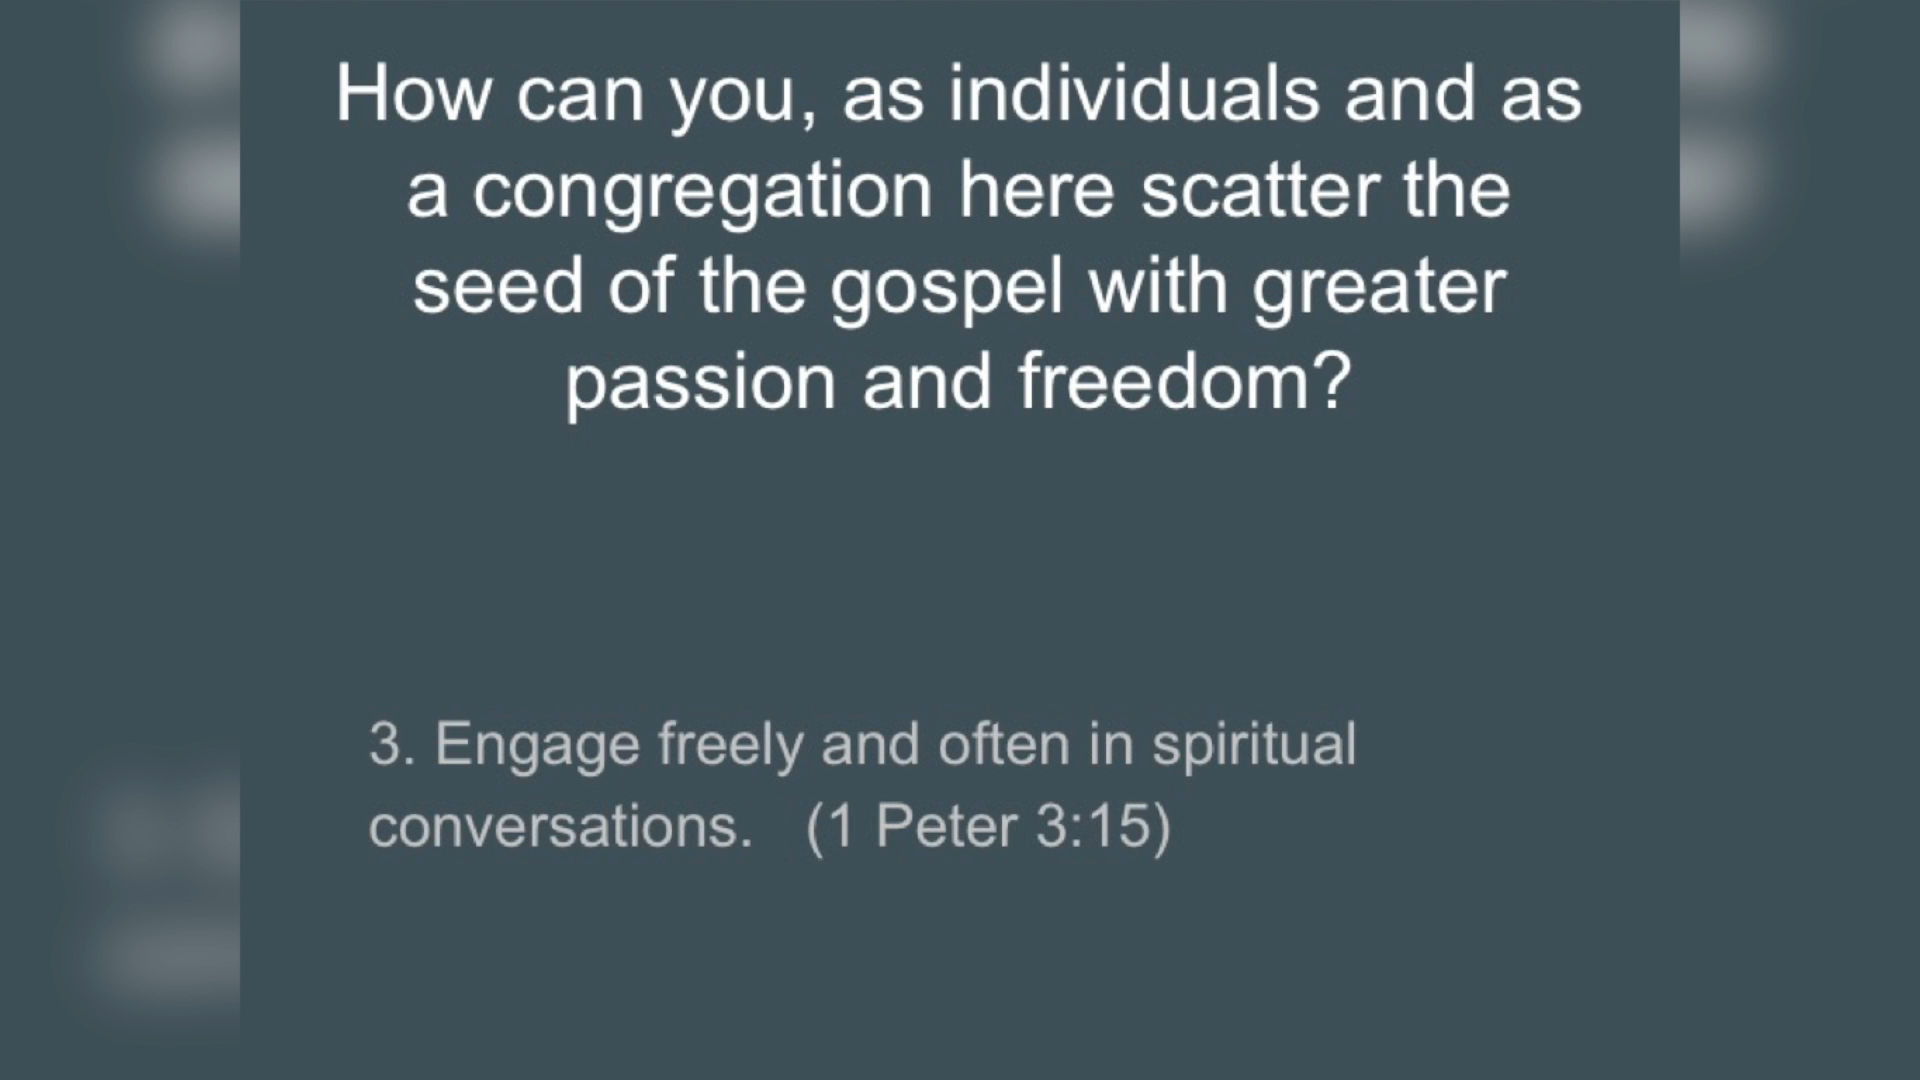 How can you, as individuals and as
a congregation here scatter the
seed of the gospel with greater
passion and freedom?
3. Engage freely and often in spiritual
conversations. (1 Peter 3:15)